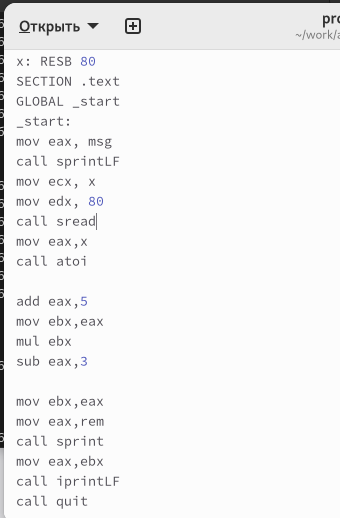 Открыть
pro
~/work/a
x: RESB 80
SECTION .text
GLOBAL _start
_start:
mov eax, msg
call sprintLF
mov ecx, x
mov edx, 80
call sread
mov eax,x
call atoi
add eax,5
mov ebx,eax
mul ebx
sub eax,3
mov ebx,eax
mov eax,rem
call sprint
mov eax,ebx
call iprintLF
call quit